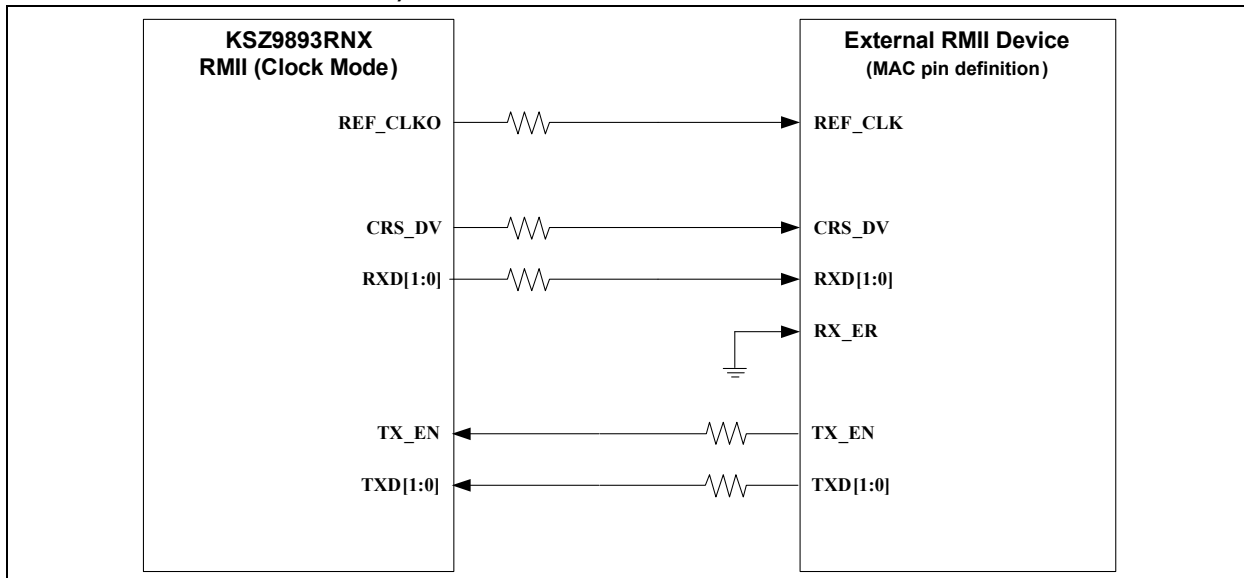 KSZ9893RNX
RMII (Clock Mode)
External RMII Device
(MAC pin definition)
REF_CLKO
REF_CLK
CRS_DV
CRS_DV
RXD[1:0]
RXD[1:0]
RX_ER
TX_EN
TX_EN
TXD[1:0]
TXD[1:0]